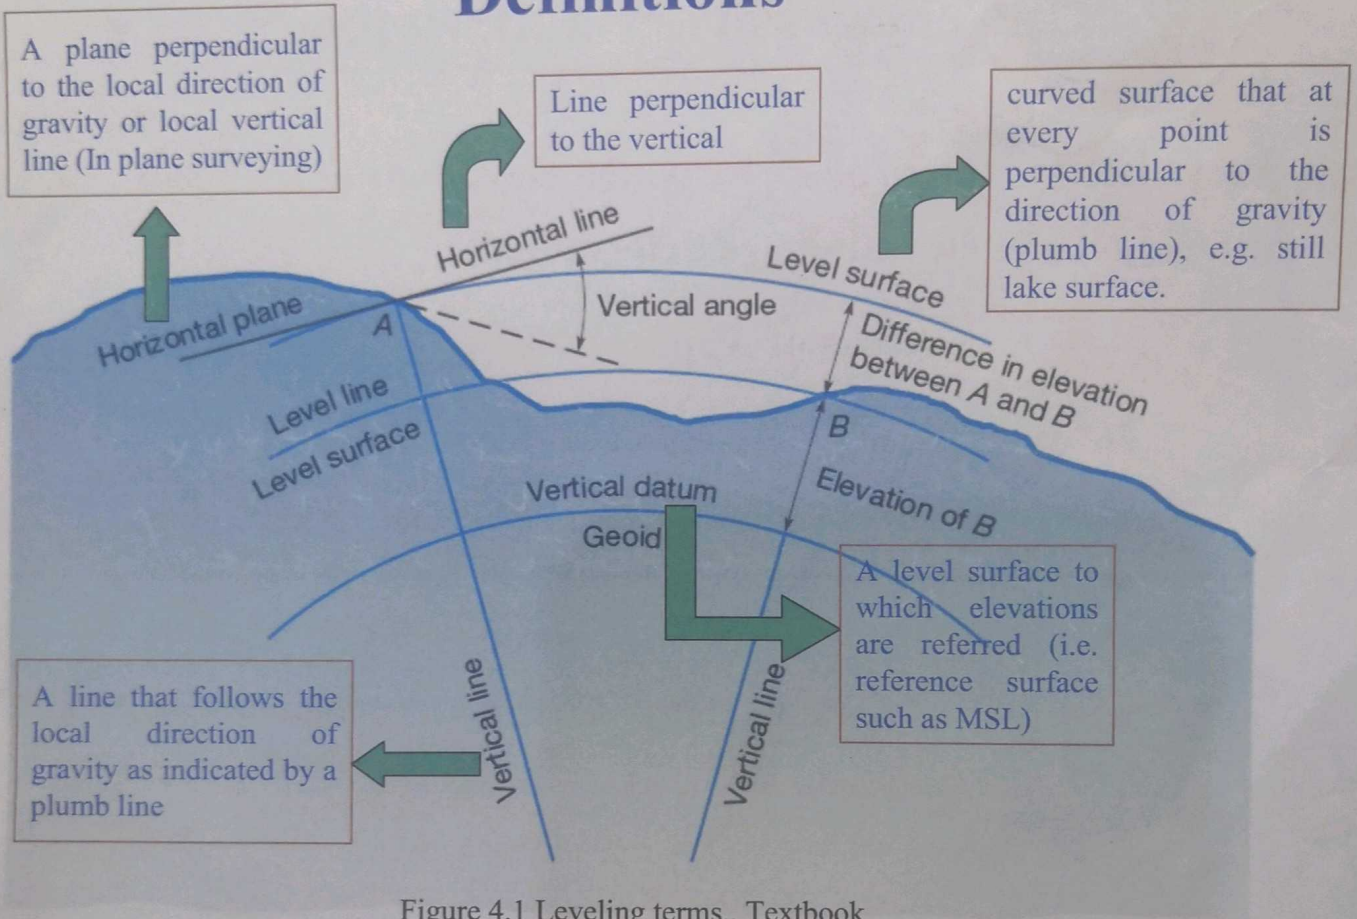 Definitions
A plane perpendicular
to the local direction of
gravity or local vertical
line (In plane surveying)
Line perpendicular
to the vertical
curved surface that at
every point is
perpendicular to the
direction of gravity
(plumb line), e.g. still
lake surface.
Horizontal line
Level surface
Vertical angle
Horizontal plane
A
Difference in elevation
between A and B
Level line
Level surface
B
Vertical datum
Elevation of B
Geoid
A level surface to
which elevations
are referred (i.e.
reference surface
such as MSL)
A line that follows the
local direction of
gravity as indicated by a
plumb line
Vertical line
Vertical line
Figure 4.1 Leveling terms Textbook